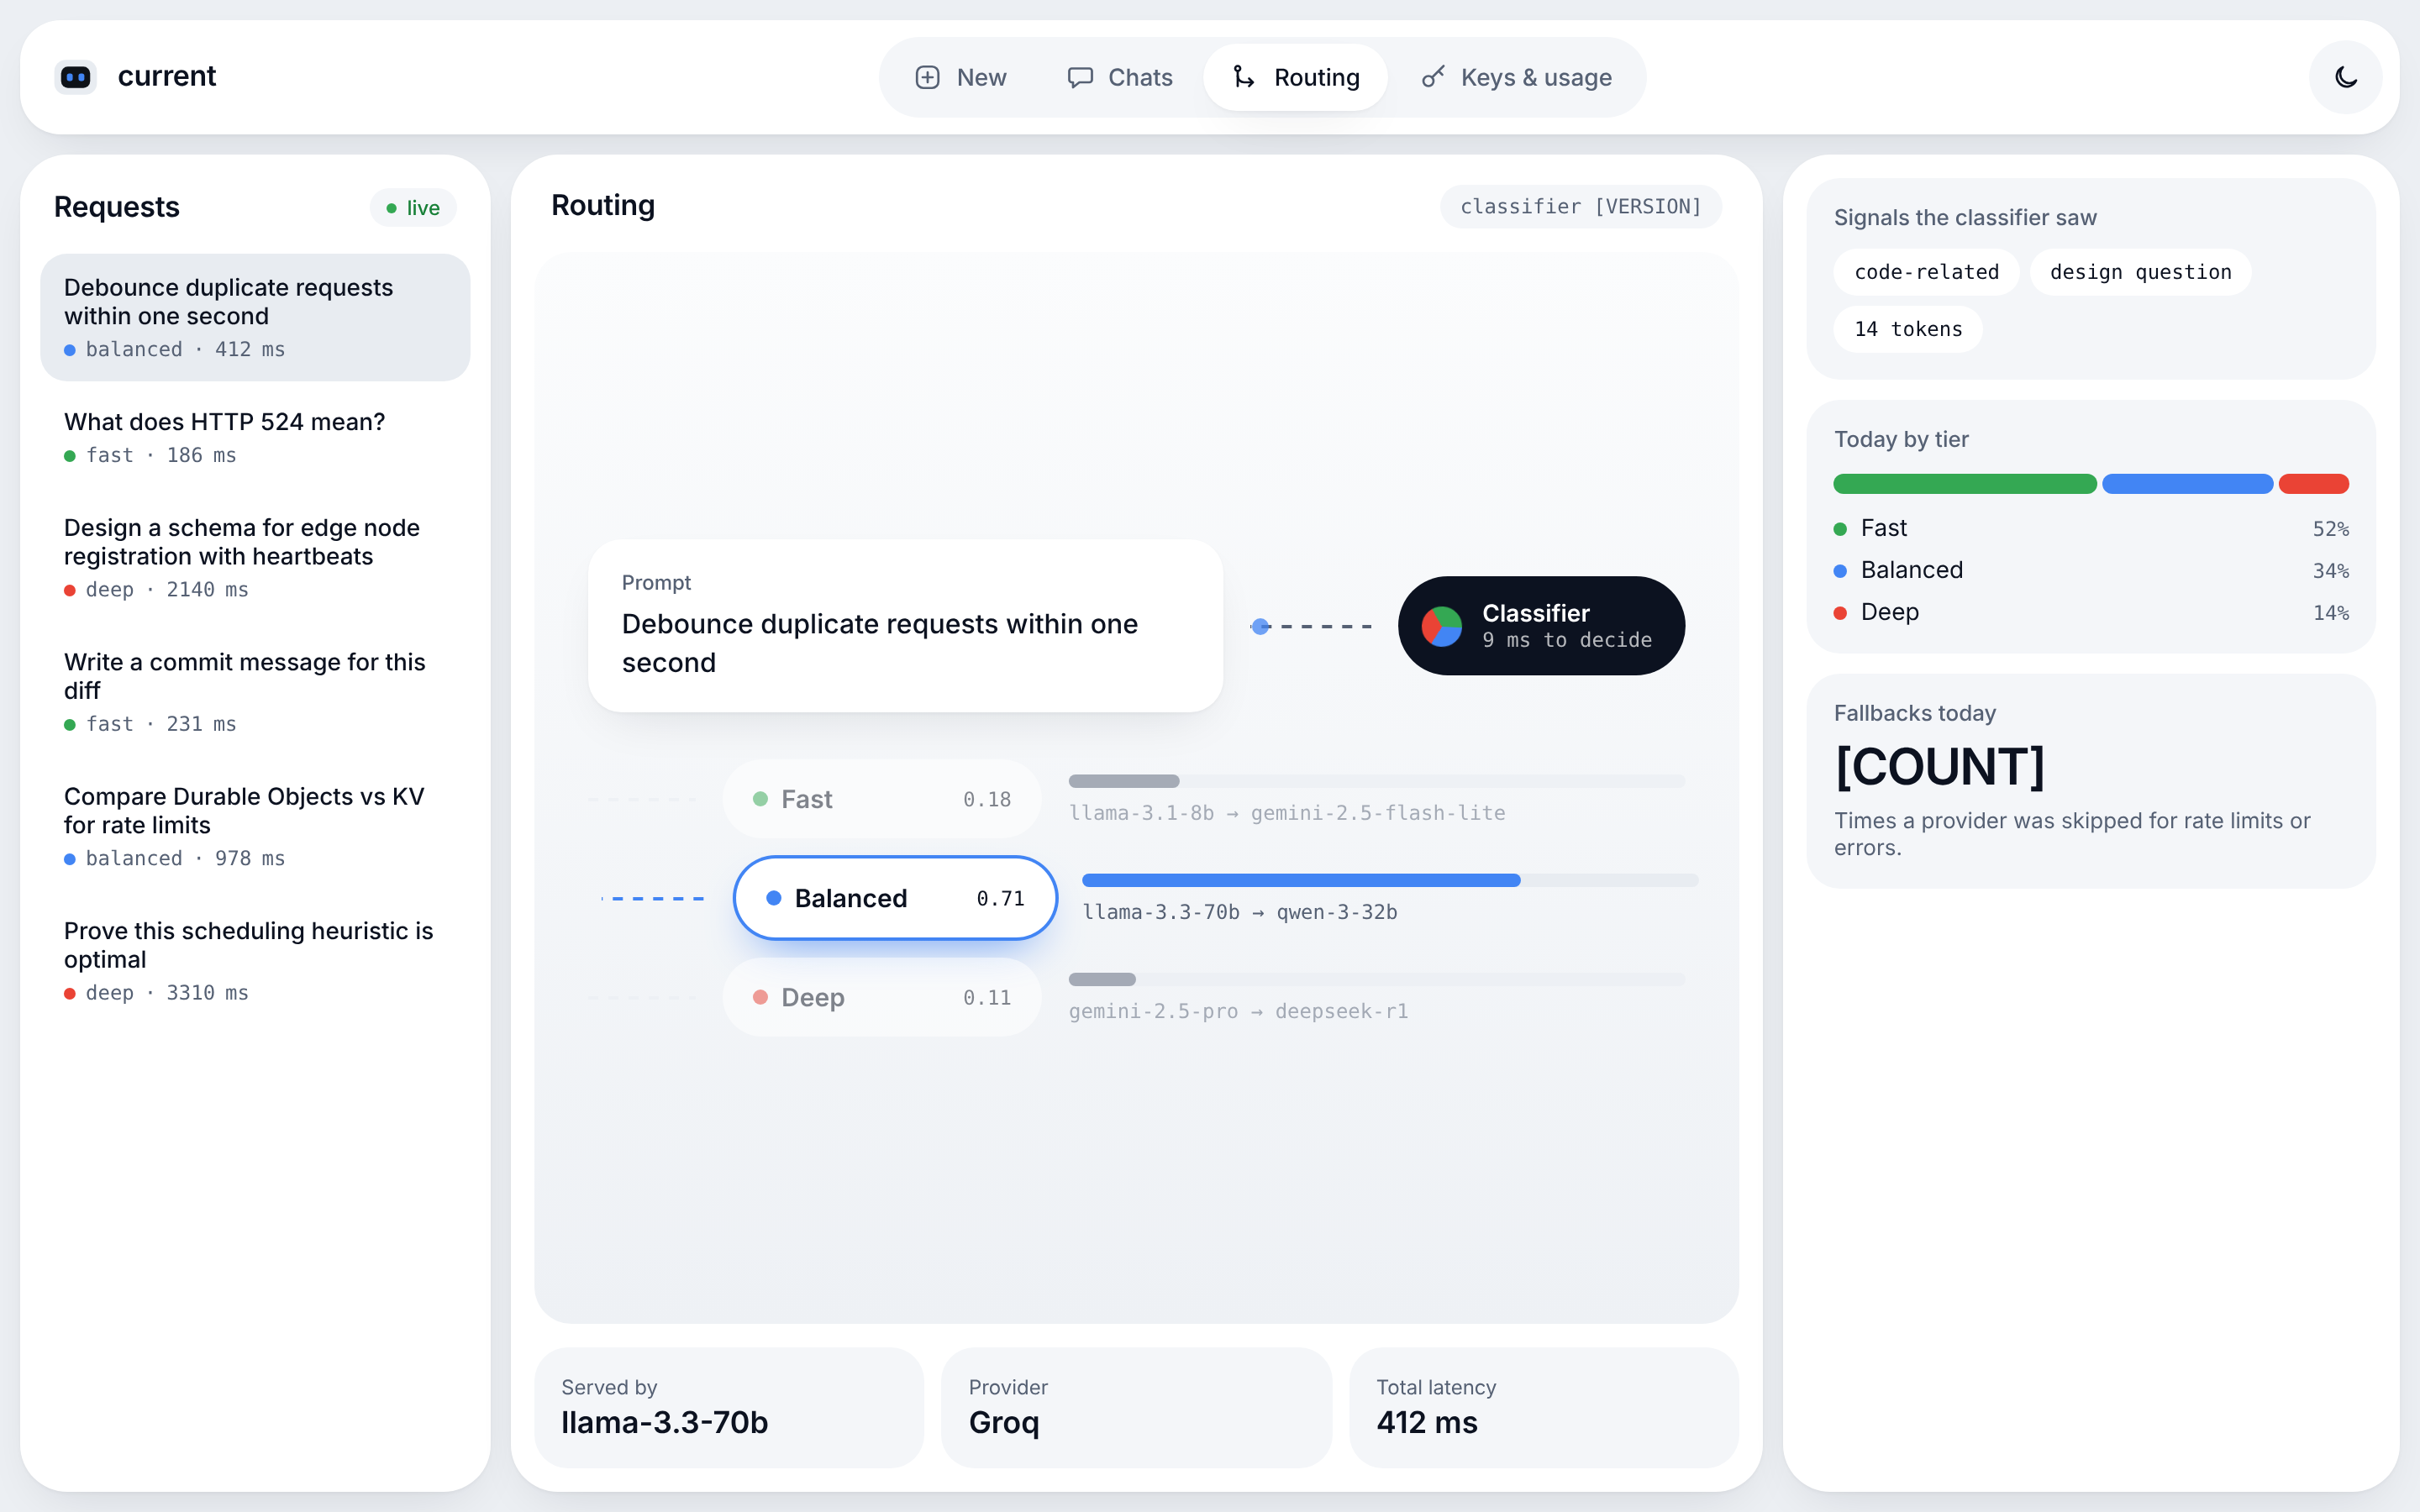 current
New
Chats
Routing
Keys & usage
Requests
live
Debounce duplicate requests
within one second
balanced · 412 ms
What does HTTP 524 mean?
fast · 186 ms
Design a schema for edge node
registration with heartbeats
deep · 2140 ms
Write a commit message for this
diff
fast · 231 ms
Compare Durable Objects vs KV
for rate limits
balanced · 978 ms
Prove this scheduling heuristic is
optimal
deep · 3310 ms
Routing
classifier [VERSION]
Prompt
Debounce duplicate requests within one
second
Classifier
9 ms to decide
Fast 0.18
llama-3.1-8b → gemini-2.5-flash-lite
Balanced 0.71
llama-3.3-70b → qwen-3-32b
Deep 0.11
gemini-2.5-pro → deepseek-r1
Served by
llama-3.3-70b
Provider
Groq
Total latency
412 ms
Signals the classifier saw
code-related
design question
14 tokens
Today by tier
Fast 52%
Balanced 34%
Deep 14%
Fallbacks today
[COUNT]
Times a provider was skipped for rate limits or
errors.